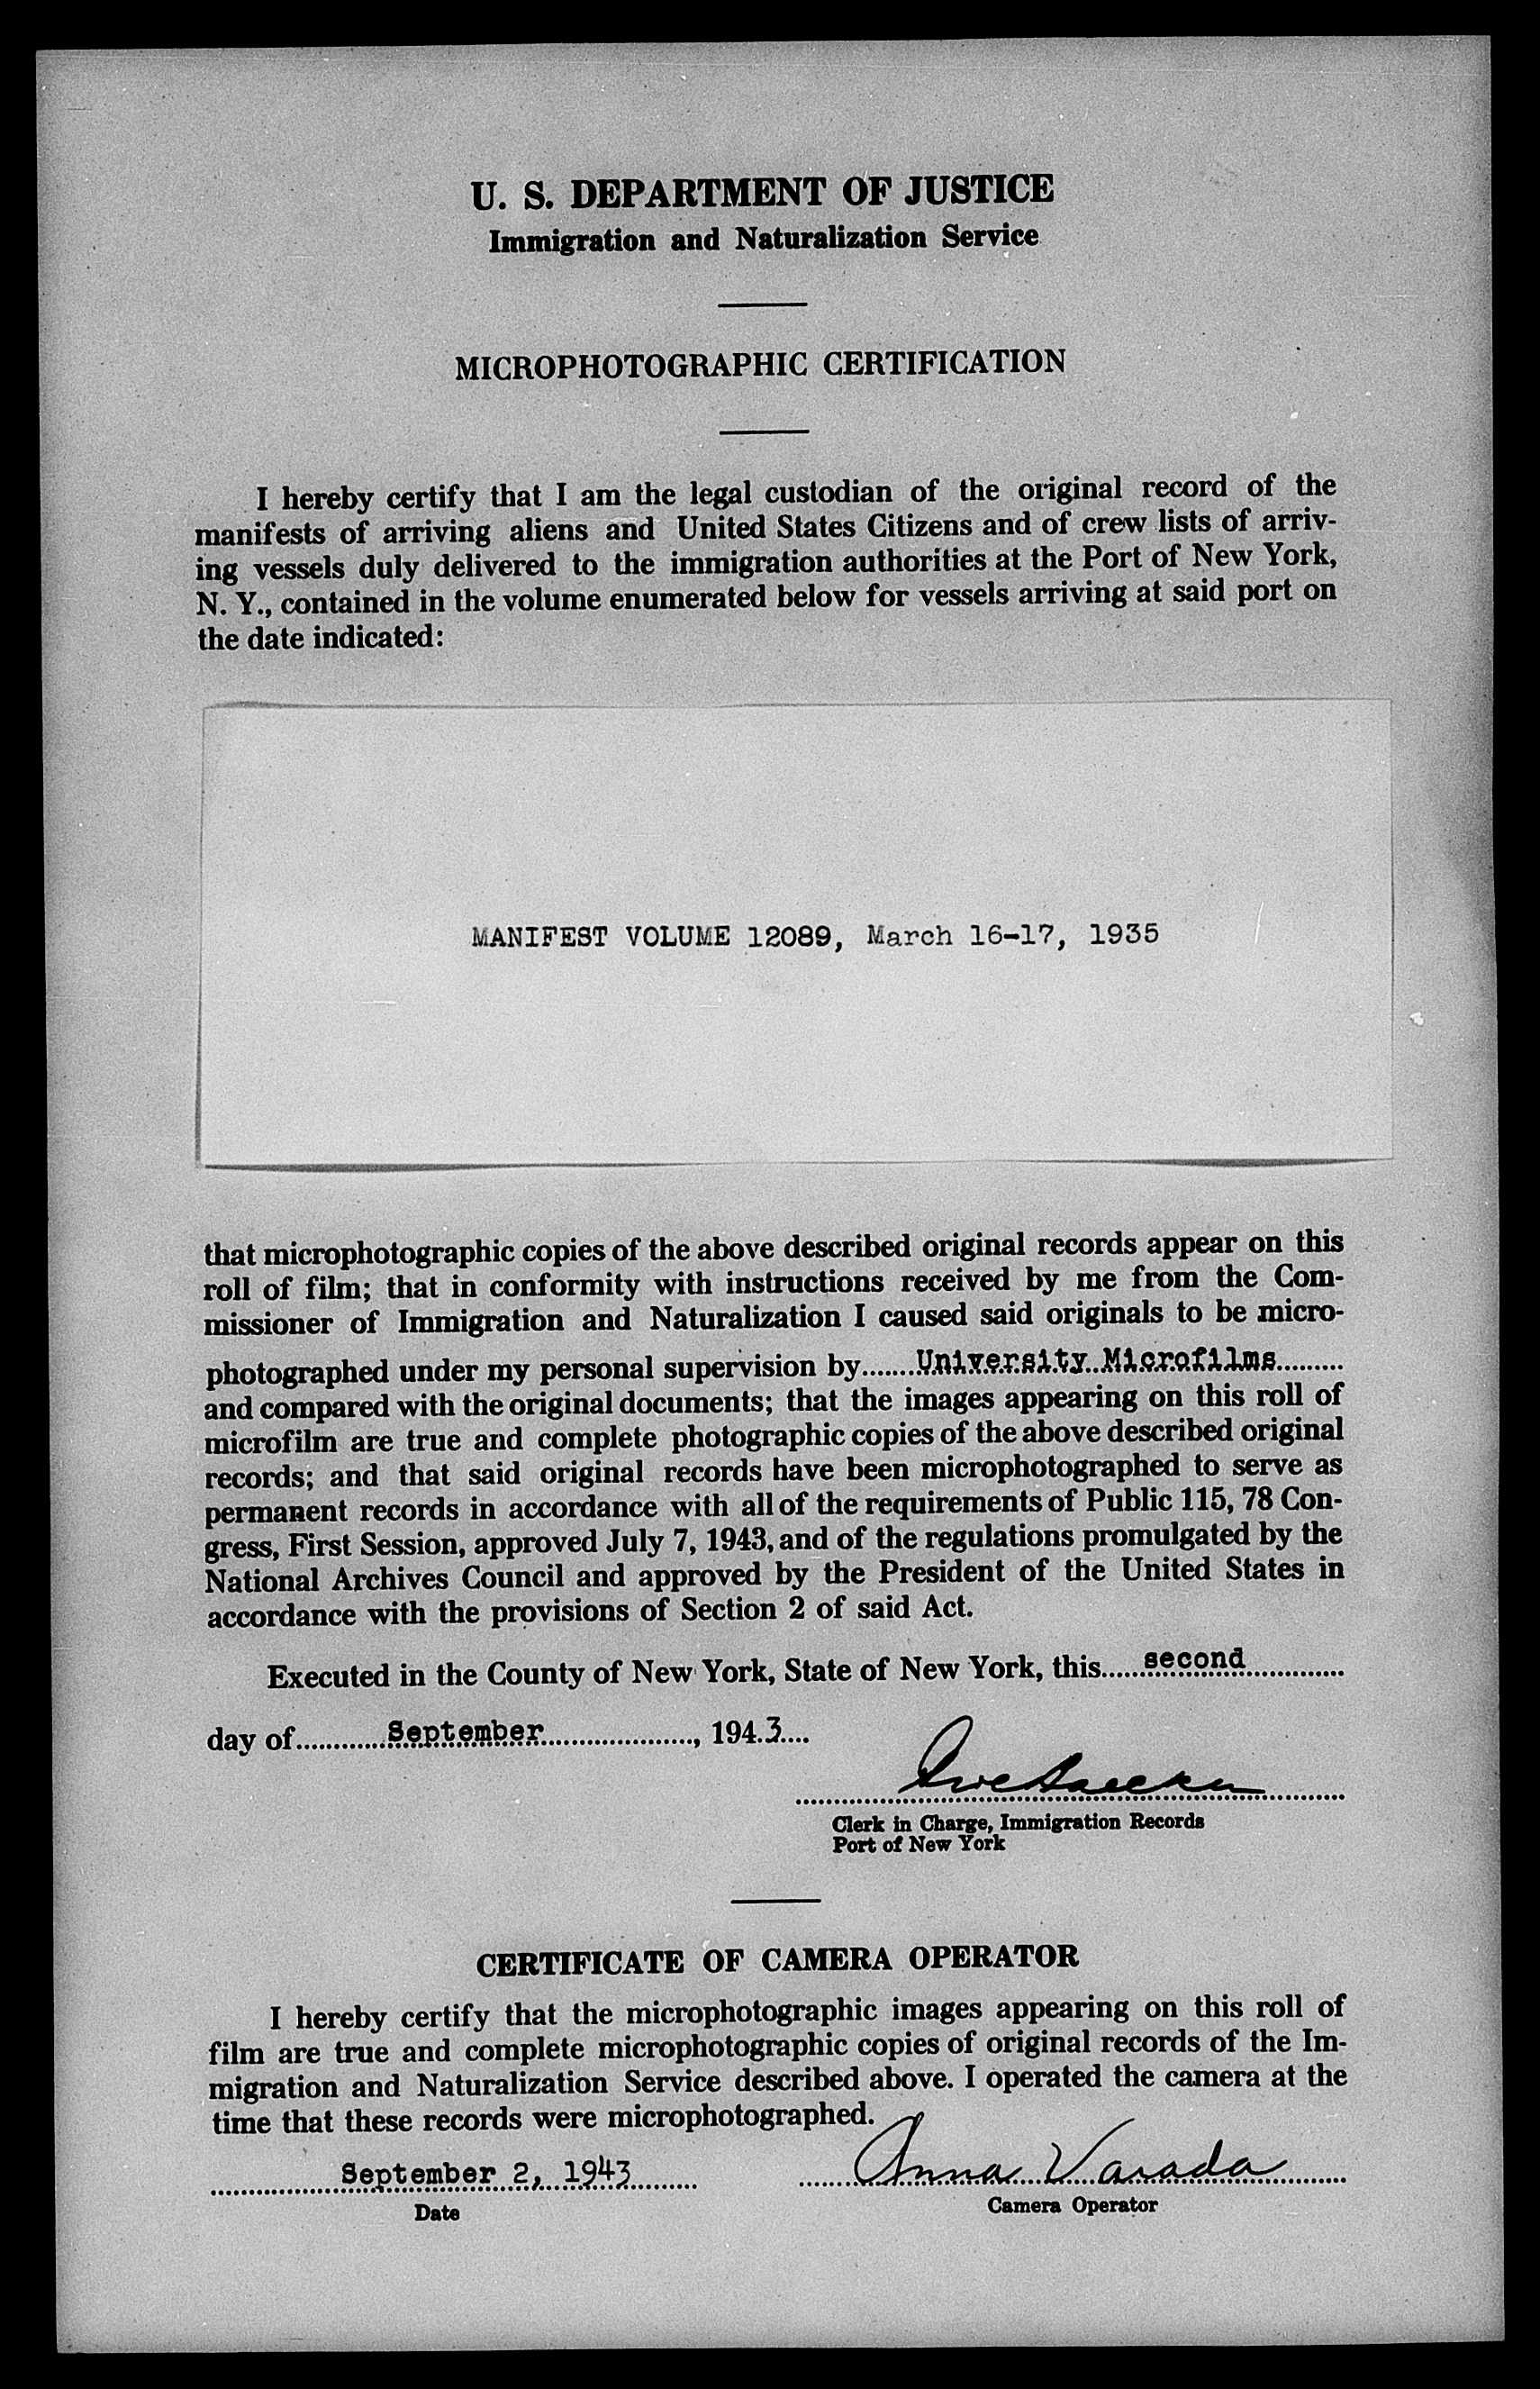 U. S. DEPARTMENT OF JUSTICE
Immigration and Naturalization Service
MICROPHOTOGRAPHIC CERTIFICATION
I hereby certify that I am the legal custodian of the original record of the
manifests of arriving aliens and United States Citizens and of crew lists of arriv-
ing vessels duly delivered to the immigration authorities at the Port of New York,
N. Y., contained in the volume enumerated below for vessels arriving at said port on
the date indicated:
MANIFEST VOLUME 12089, March 16-17, 1935
that microphotographic copies of the above described original records appear on this
roll of film; that in conformity with instructions received by me from the Com-
missioner of Immigration and Naturalization I caused said originals to be micro-
photographed under my personal supervision by.......University Microfilms.........
and compared with the original documents; that the images appearing on this roll of
microfilm are true and complete photographic copies of the above described original
records; and that said original records have been microphotographed to serve as
permanent records in accordance with all of the requirements of Public 115, 78 Con-
gress, First Session, approved July 7, 1943, and of the regulations promulgated by the
National Archives Council and approved by the President of the United States in
accordance with the provisions of Section 2 of said Act.
Executed in the County of New York, State of New York, this......second.............
day of............September...................., 194.3....
Clerk in Charge, Immigration Records
Port of New York
CERTIFICATE OF CAMERA OPERATOR
I hereby certify that the microphotographic images appearing on this roll of
film are true and complete microphotographic copies of original records of the Im-
migration and Naturalization Service described above. I operated the camera at the
time that these records were microphotographed.
September 2, 1943 Anna Varada
Date Camera Operator